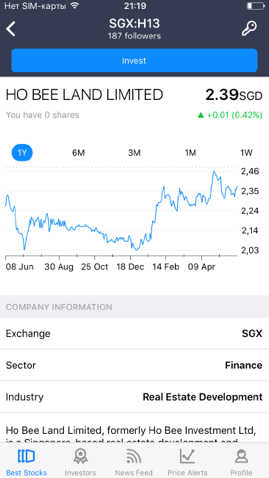 Нет SIM-карты 21:19
SGX:H13
187 followers
Invest
HO BEE LAND LIMITED 2.39SGD
You have 0 shares ▲ +0.01 (0.42%)
1Y 6M 3M 1M 1W
2,46
2,35
2,24
2,14
2,03
08 Jun 30 Aug 25 Oct 18 Dec 14 Feb 09 Apr
COMPANY INFORMATION
Exchange SGX
Sector Finance
Industry Real Estate Development
Ho Bee Land Limited, formerly Ho Bee Investment Ltd,
is a Singapore-based real estate development and
Best Stocks Investors News Feed Price Alerts Profile